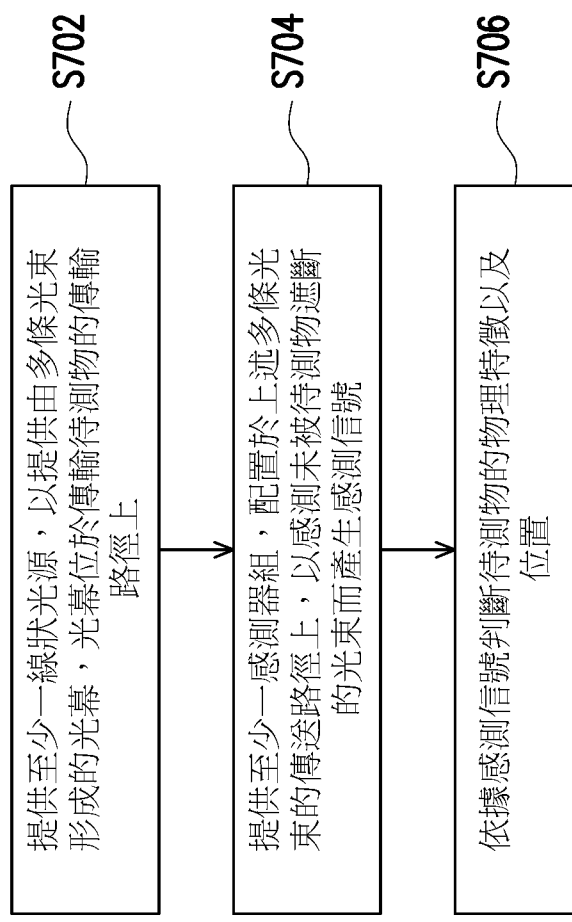 S702
提供至少一線狀光源，以提供由多條光束
形成的光幕，光幕位於傳輸待測物的傳輸
路徑上
S704
提供至少一感測器組，配置於上述多條光
束的傳送路徑上，以感測未被待測物遮斷
的光束而產生感測信號
S706
依據感測信號判斷待測物的物理特徵以及
位置